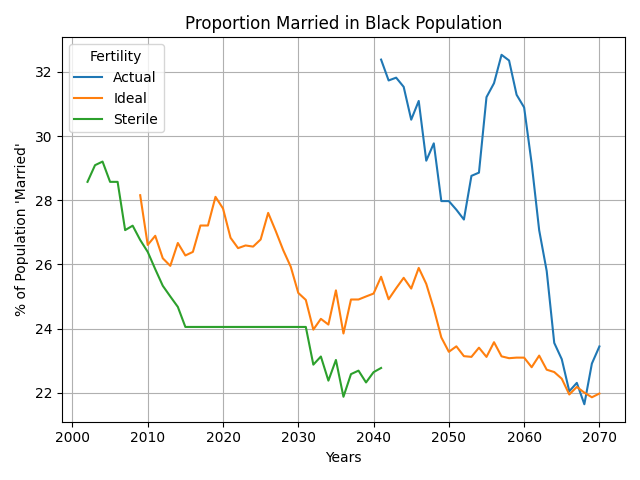 Proportion Married in Black Population
% of Population 'Married'
Fertility
Actual
Ideal
Sterile
32
30
28
26
24
22
2000 2010 2020 2030 2040 2050 2060 2070
Years